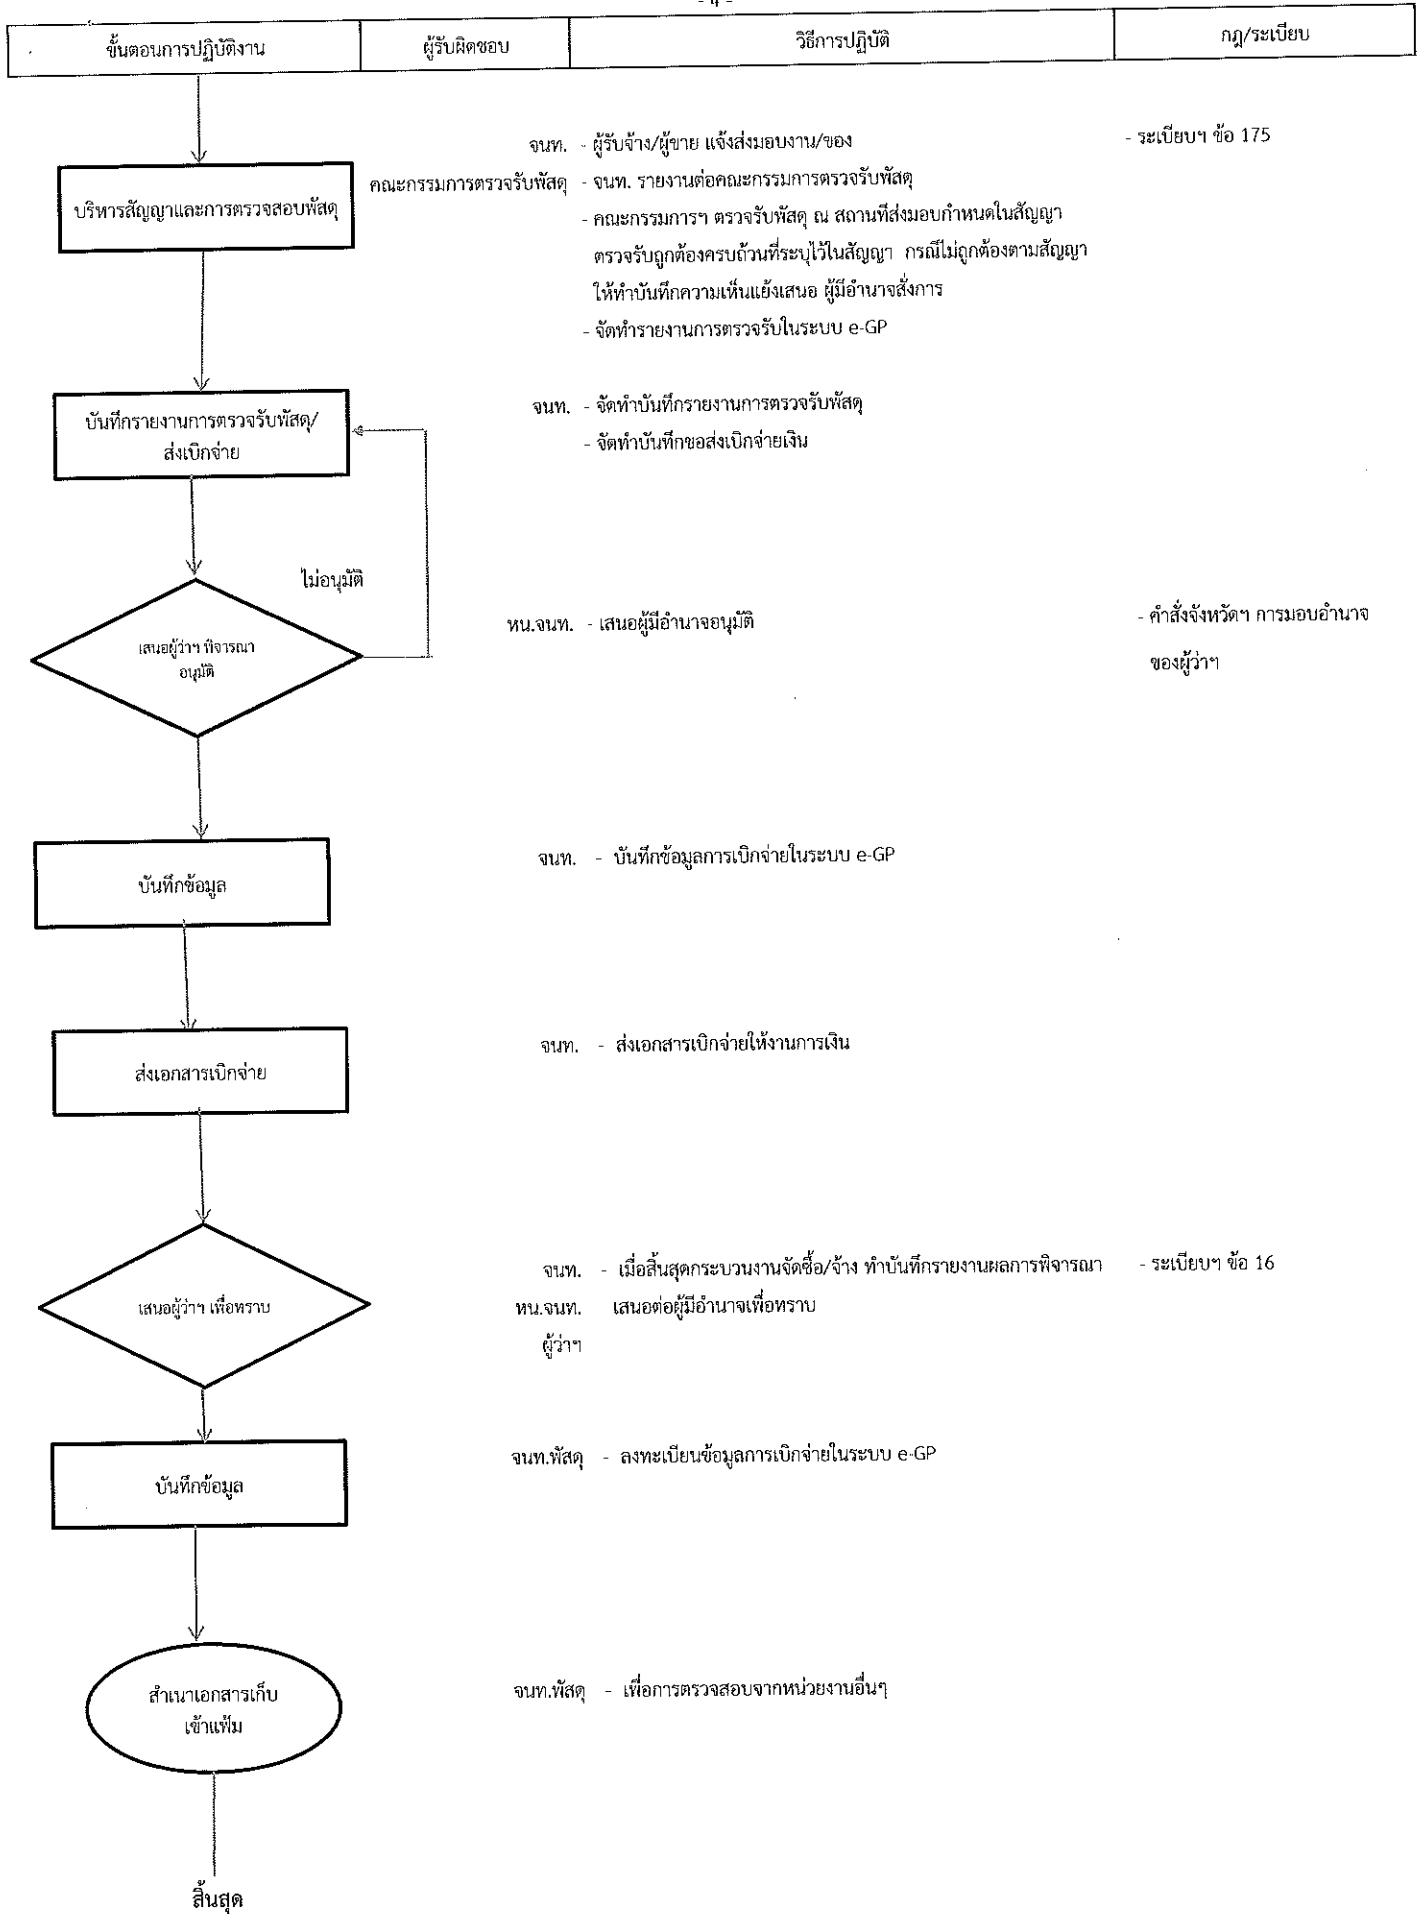 ขั้นตอนการปฏิบัติงาน ผู้รับผิดชอบ วิธีการปฏิบัติ กฎ/ระเบียบ
จนท. - ผู้รับจ้าง/ผู้ขาย แจ้งส่งมอบงาน/ของ - ระเบียบฯ ข้อ 175
บริหารสัญญาและการตรวจสอบพัสดุ
คณะกรรมการตรวจรับพัสดุ - จนท. รายงานต่อคณะกรรมการตรวจรับพัสดุ
- คณะกรรมการฯ ตรวจรับพัสดุ ณ สถานที่ส่งมอบกำหนดในสัญญา
ตรวจรับถูกต้องครบถ้วนที่ระบุไว้ในสัญญา กรณีไม่ถูกต้องตามสัญญา
ให้ทำบันทึกความเห็นแย้งเสนอ ผู้มีอำนาจสั่งการ
- จัดทำรายงานการตรวจรับในระบบ e-GP
บันทึกรายงานการตรวจรับพัสดุ/
ส่งเบิกจ่าย
จนท. - จัดทำบันทึกรายงานการตรวจรับพัสดุ
- จัดทำบันทึกขอส่งเบิกจ่ายเงิน
ไม่อนุมัติ
เสนอผู้ว่าฯ พิจารณา
อนุมัติ
หน.จนท. - เสนอผู้มีอำนาจอนุมัติ - คำสั่งจังหวัดฯ การมอบอำนาจ
ของผู้ว่าฯ
บันทึกข้อมูล
จนท. - บันทึกข้อมูลการเบิกจ่ายในระบบ e-GP
ส่งเอกสารเบิกจ่าย
จนท. - ส่งเอกสารเบิกจ่ายให้งานการเงิน
เสนอผู้ว่าฯ เพื่อทราบ
จนท. - เมื่อสิ้นสุดกระบวนงานจัดซื้อ/จ้าง ทำบันทึกรายงานผลการพิจารณา - ระเบียบฯ ข้อ 16
หน.จนท. เสนอต่อผู้มีอำนาจเพื่อทราบ
ผู้ว่าฯ
บันทึกข้อมูล
จนท.พัสดุ - ลงทะเบียนข้อมูลการเบิกจ่ายในระบบ e-GP
สำเนาเอกสารเก็บ
เข้าแฟ้ม
จนท.พัสดุ - เพื่อการตรวจสอบจากหน่วยงานอื่นๆ
สิ้นสุด